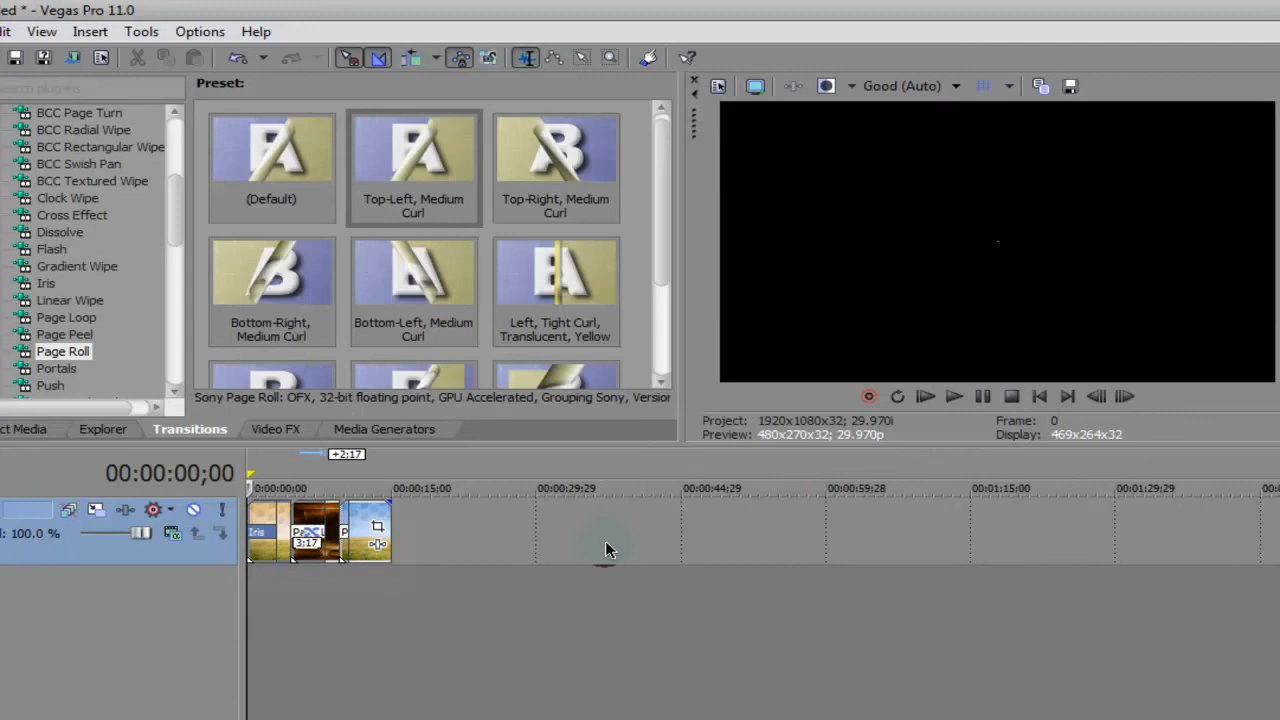 led * - Vegas Pro 11.0
lit View Insert Tools Options Help
search plug-ins
Preset:
Good (Auto)
BCC Page Turn
BCC Radial Wipe
BCC Rectangular Wipe
BCC Swish Pan
BCC Textured Wipe
Clock Wipe
Cross Effect
Dissolve
Flash
Gradient Wipe
Iris
Linear Wipe
Page Loop
Page Peel
Page Roll
Portals
Push
(Default)
Top-Left, Medium
Curl
Top-Right, Medium
Curl
Bottom-Right,
Medium Curl
Bottom-Left, Medium
Curl
Left, Tight Curl,
Translucent, Yellow
Sony Page Roll: OFX, 32-bit floating point, GPU Accelerated, Grouping Sony, Version
ct Media Explorer Transitions Video FX Media Generators
Project: 1920x1080x32; 29.970i
Preview: 480x270x32; 29.970p
Frame: 0
Display: 469x264x32
00:00:00;00
+2;17
0:00:00;00 00:00:15;00 00:00:29;29 00:00:44;29 00:00:59;28 00:01:15;00 00:01:29;29
l: 100.0 %
Iris
3;17